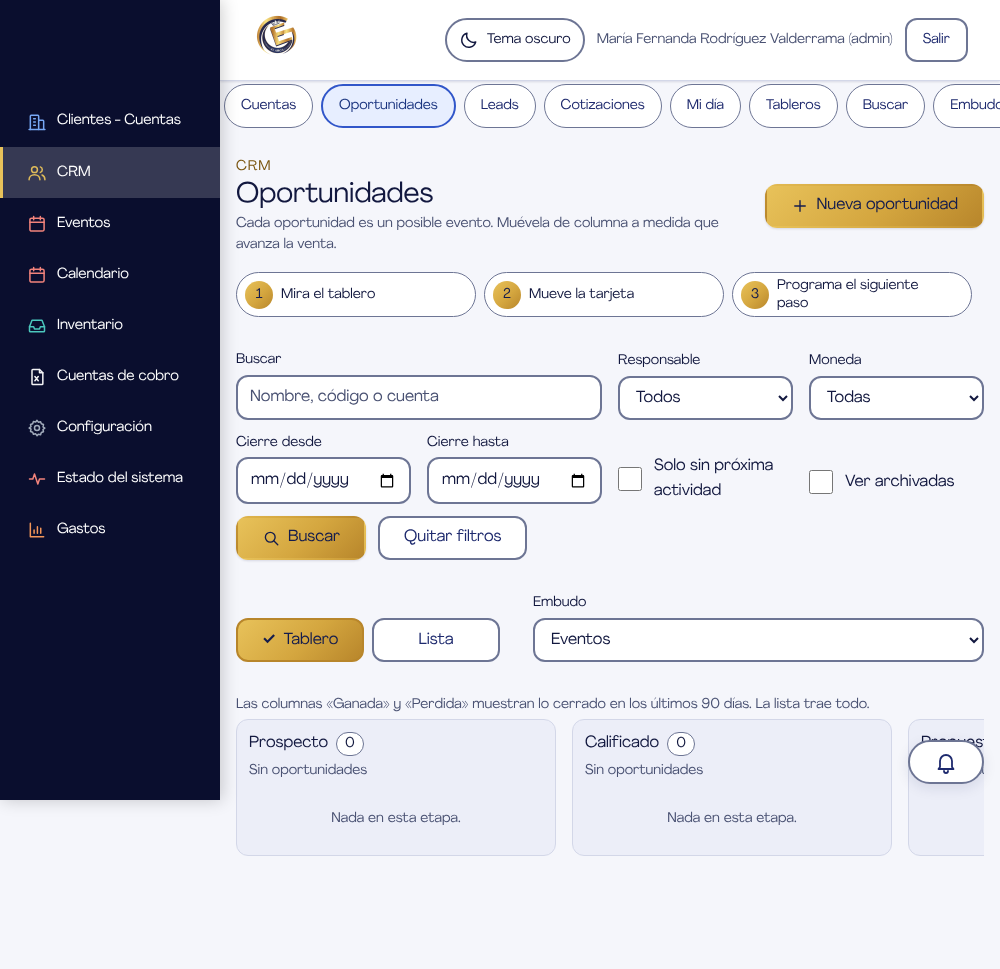 Tema oscuro
María Fernanda Rodríguez Valderrama (admin)
Salir
Clientes - Cuentas
CRM
Eventos
Calendario
Inventario
Cuentas de cobro
Configuración
Estado del sistema
Gastos
Cuentas
Oportunidades
Leads
Cotizaciones
Mi día
Tableros
Buscar
CRM
Oportunidades
Cada oportunidad es un posible evento. Muévela de columna a medida que
avanza la venta.
+ Nueva oportunidad
1 Mira el tablero
2 Mueve la tarjeta
3 Programa el siguiente
paso
Buscar
Nombre, código o cuenta
Responsable
Todos
Moneda
Todas
Cierre desde
mm/dd/yyyy
Cierre hasta
mm/dd/yyyy
Solo sin próxima
actividad
Ver archivadas
Buscar
Quitar filtros
Tablero
Lista
Embudo
Eventos
Las columnas «Ganada» y «Perdida» muestran lo cerrado en los últimos 90 días. La lista trae todo.
Prospecto 0
Sin oportunidades
Nada en esta etapa.
Calificado 0
Sin oportunidades
Nada en esta etapa.